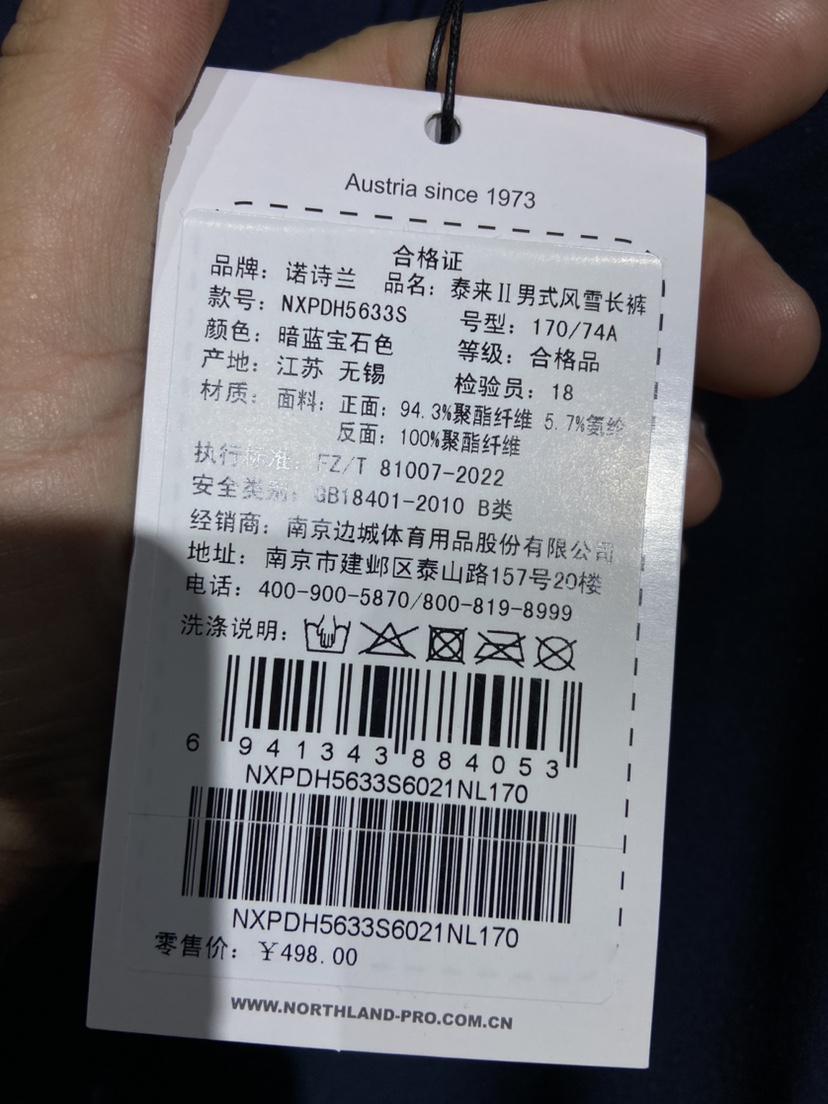 Austria since 1973
合格证
品牌：诺诗兰 品名：泰来Ⅱ男式风雪长裤
款号：NXPDH5633S 号型：170/74A
颜色：暗蓝宝石色 等级：合格品
产地：江苏 无锡 检验员：18
材质：面料：正面：94.3%聚酯纤维 5.7%氨纶
反面：100%聚酯纤维
执行标准：FZ/T 81007-2022
安全类别：GB18401-2010 B类
经销商：南京边城体育用品股份有限公司
地址：南京市建邺区泰山路157号20楼
电话：400-900-5870/800-819-8999
洗涤说明：
6 941343 884053
NXPDH5633S6021NL170
NXPDH5633S6021NL170
零售价：￥498.00
WWW.NORTHLAND-PRO.COM.CN